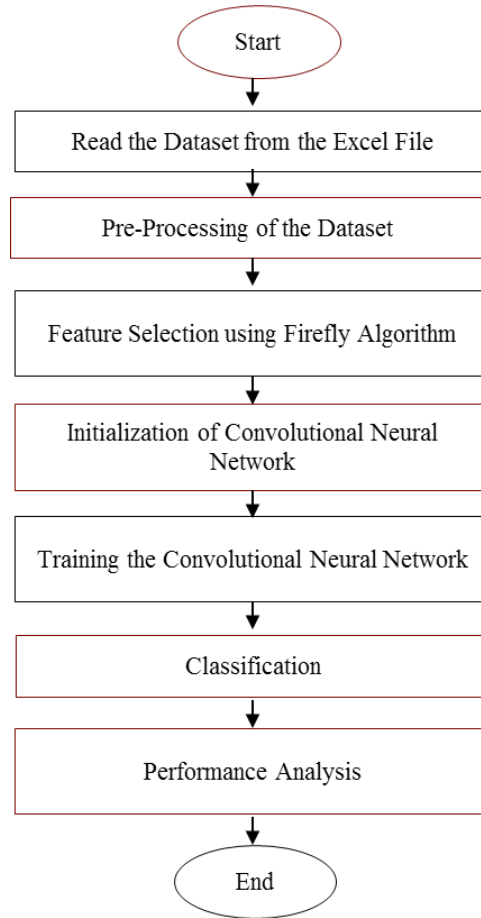 Start
Read the Dataset from the Excel File
Pre-Processing of the Dataset
Feature Selection using Firefly Algorithm
Initialization of Convolutional Neural
Network
Training the Convolutional Neural Network
Classification
Performance Analysis
End